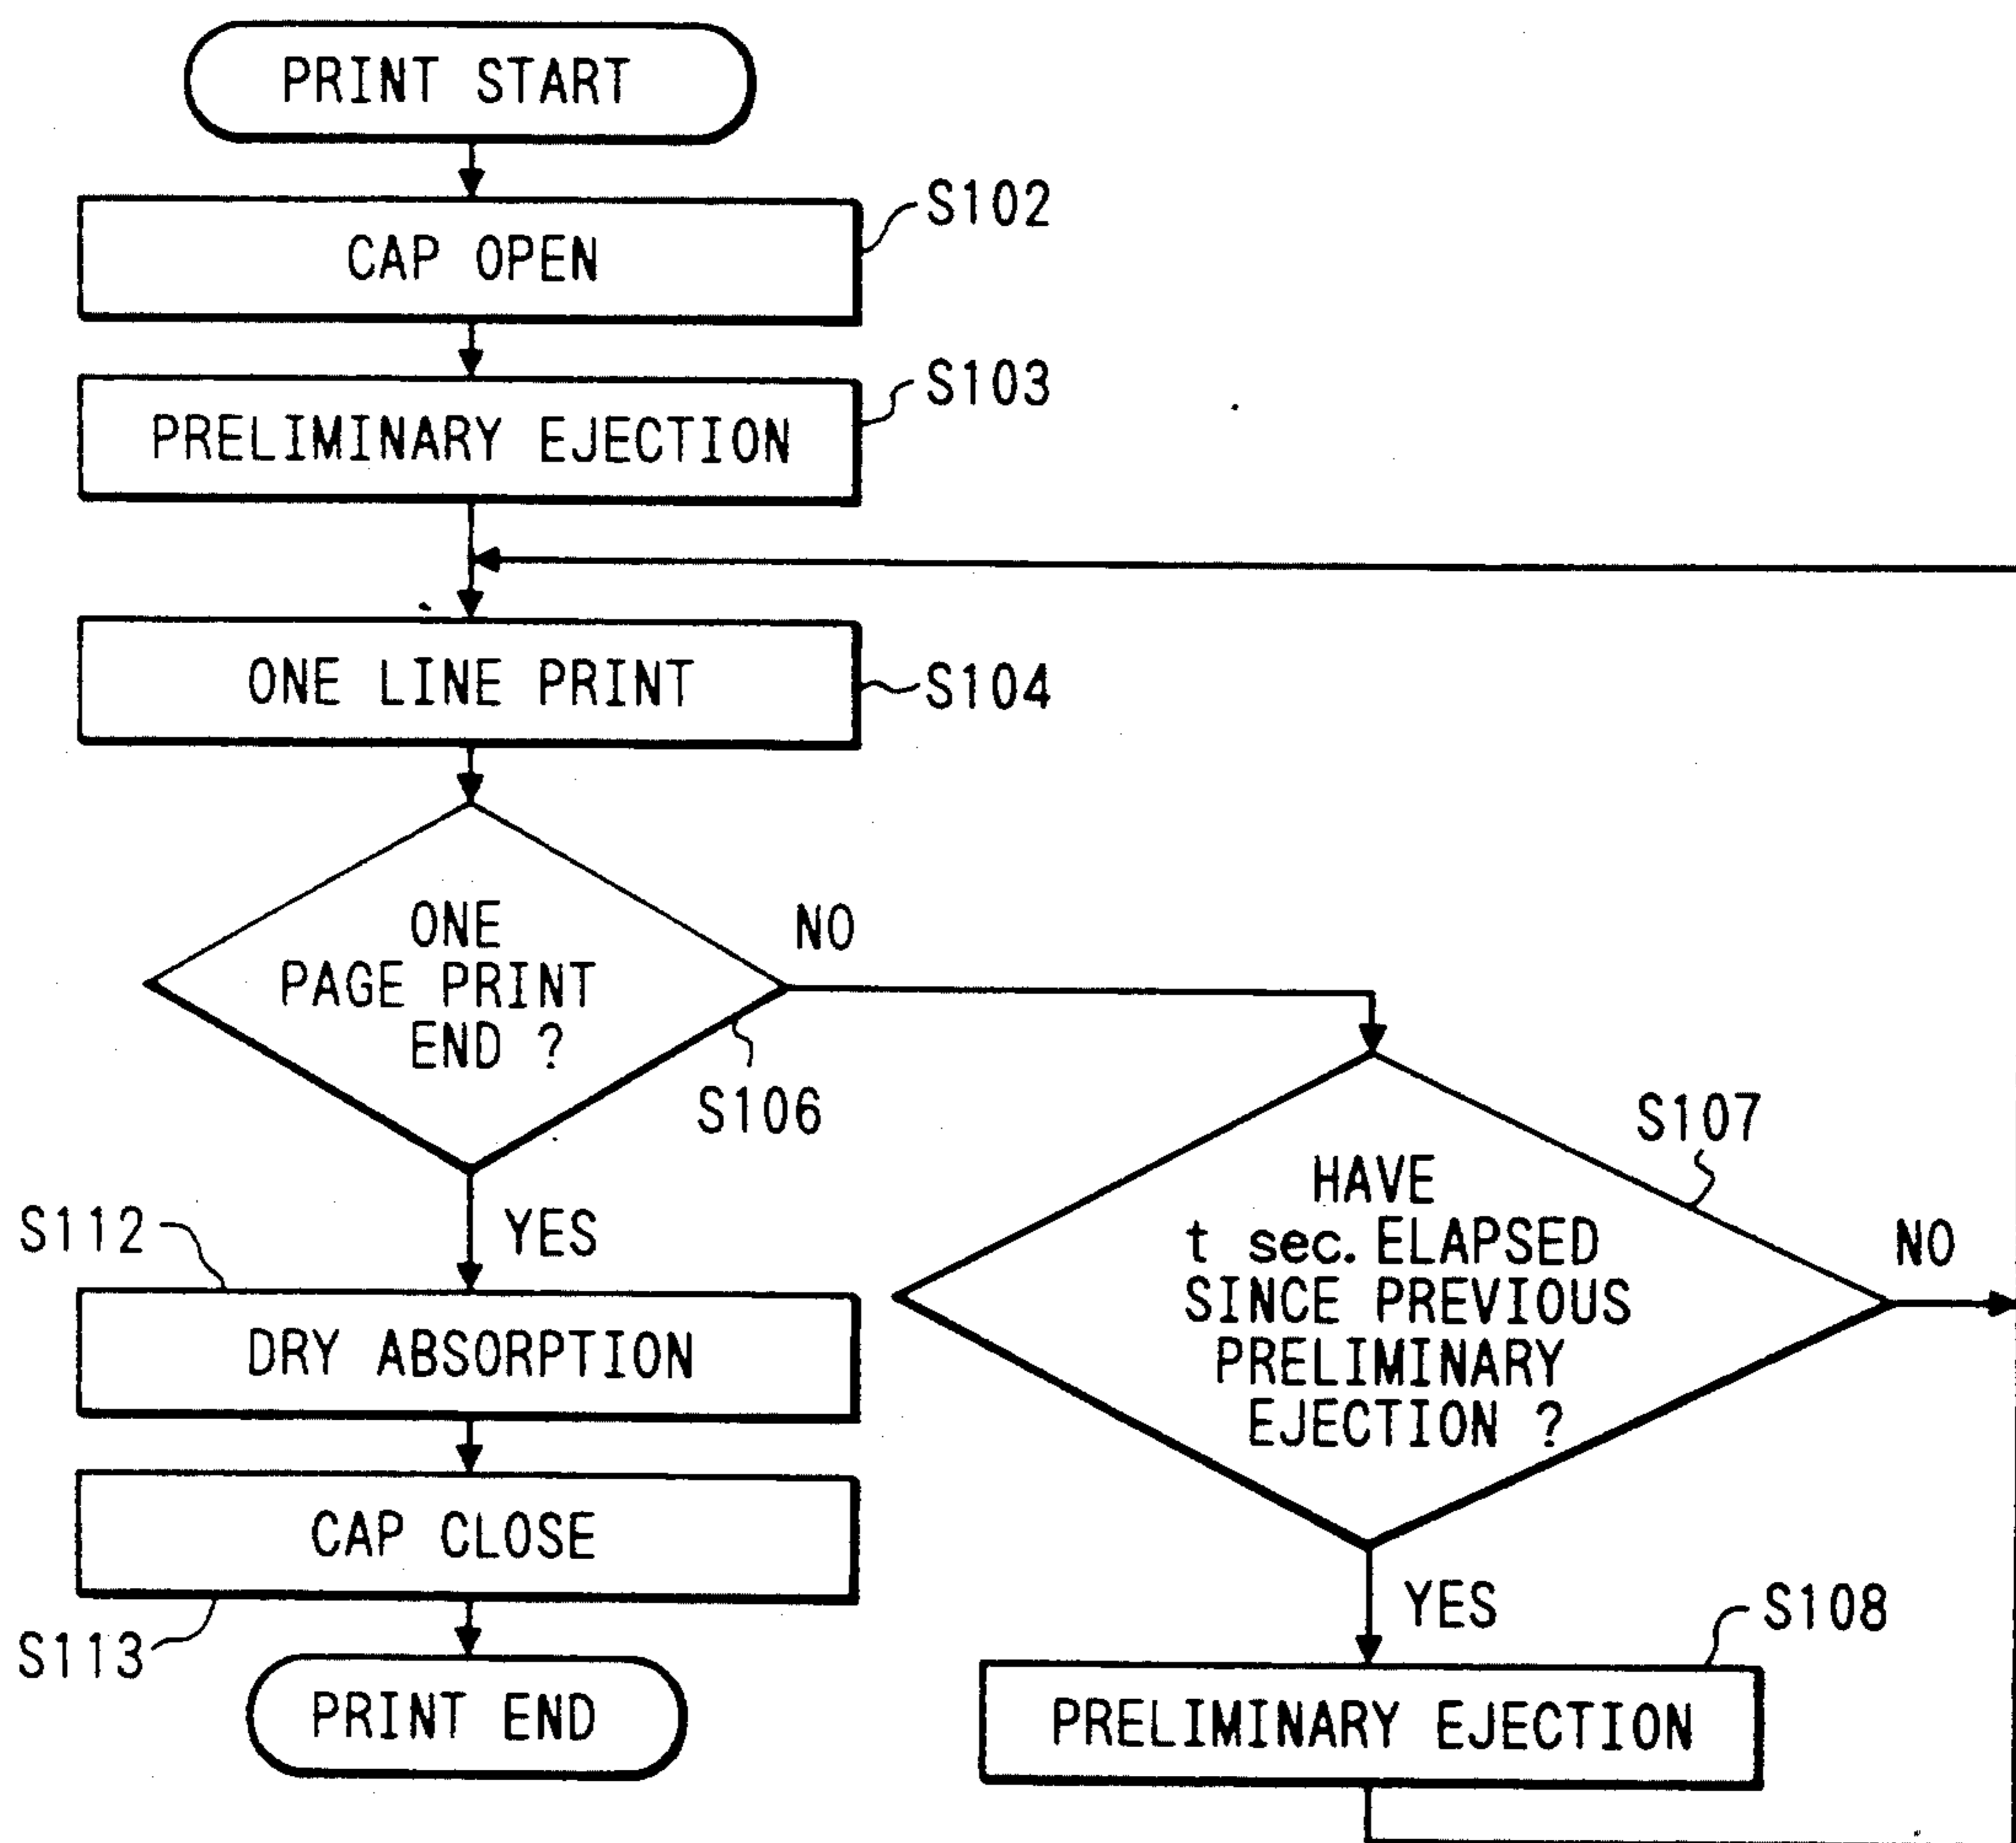 PRINT START
CAP OPEN
S102
PRELIMINARY EJECTION
S103
ONE LINE PRINT
S104
ONE
PAGE PRINT
END ?
NO
S106
YES
S107
HAVE
t sec. ELAPSED
SINCE PREVIOUS
PRELIMINARY
EJECTION ?
NO
YES
S108
PRELIMINARY EJECTION
S112
DRY ABSORPTION
CAP CLOSE
S113
PRINT END